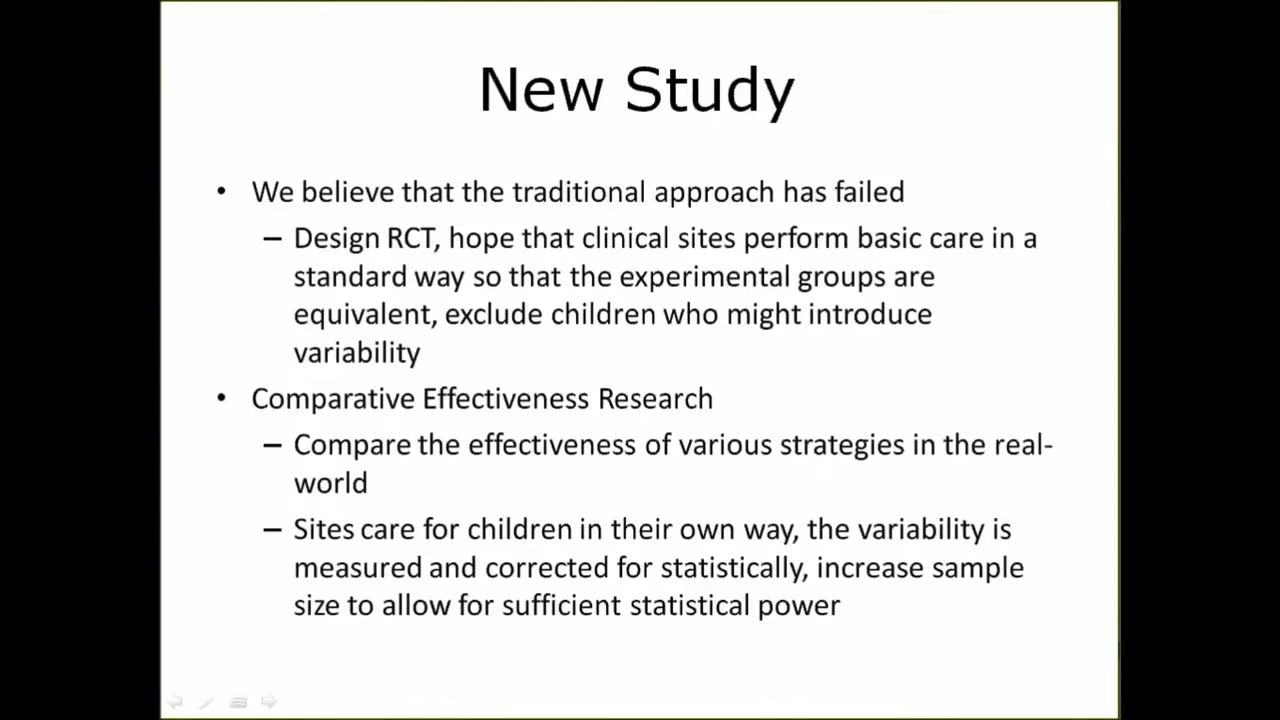 New Study
• We believe that the traditional approach has failed
– Design RCT, hope that clinical sites perform basic care in a
standard way so that the experimental groups are
equivalent, exclude children who might introduce
variability
• Comparative Effectiveness Research
– Compare the effectiveness of various strategies in the real-
world
– Sites care for children in their own way, the variability is
measured and corrected for statistically, increase sample
size to allow for sufficient statistical power